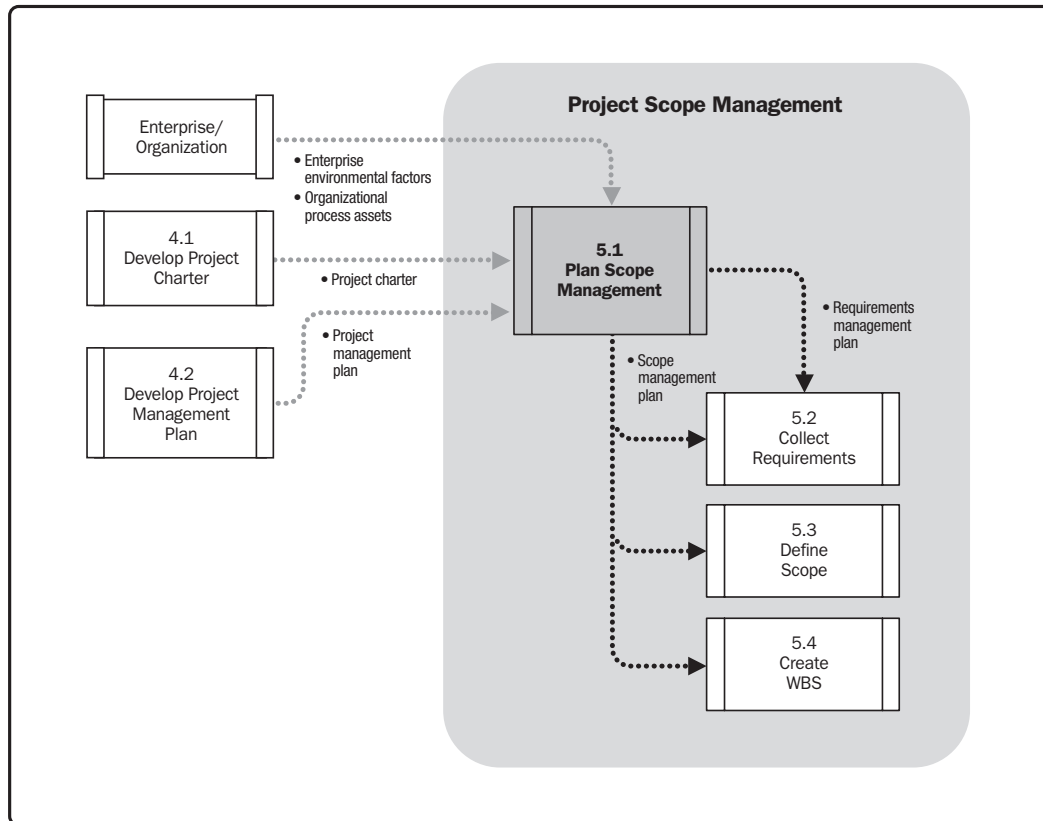 Project Scope Management
Enterprise/
Organization
• Enterprise
environmental factors
• Organizational
process assets
4.1
Develop Project
Charter
• Project charter
5.1
Plan Scope
Management
• Requirements
management
plan
4.2
Develop Project
Management
Plan
• Project
management
plan
• Scope
management
plan
5.2
Collect
Requirements
5.3
Define
Scope
5.4
Create
WBS